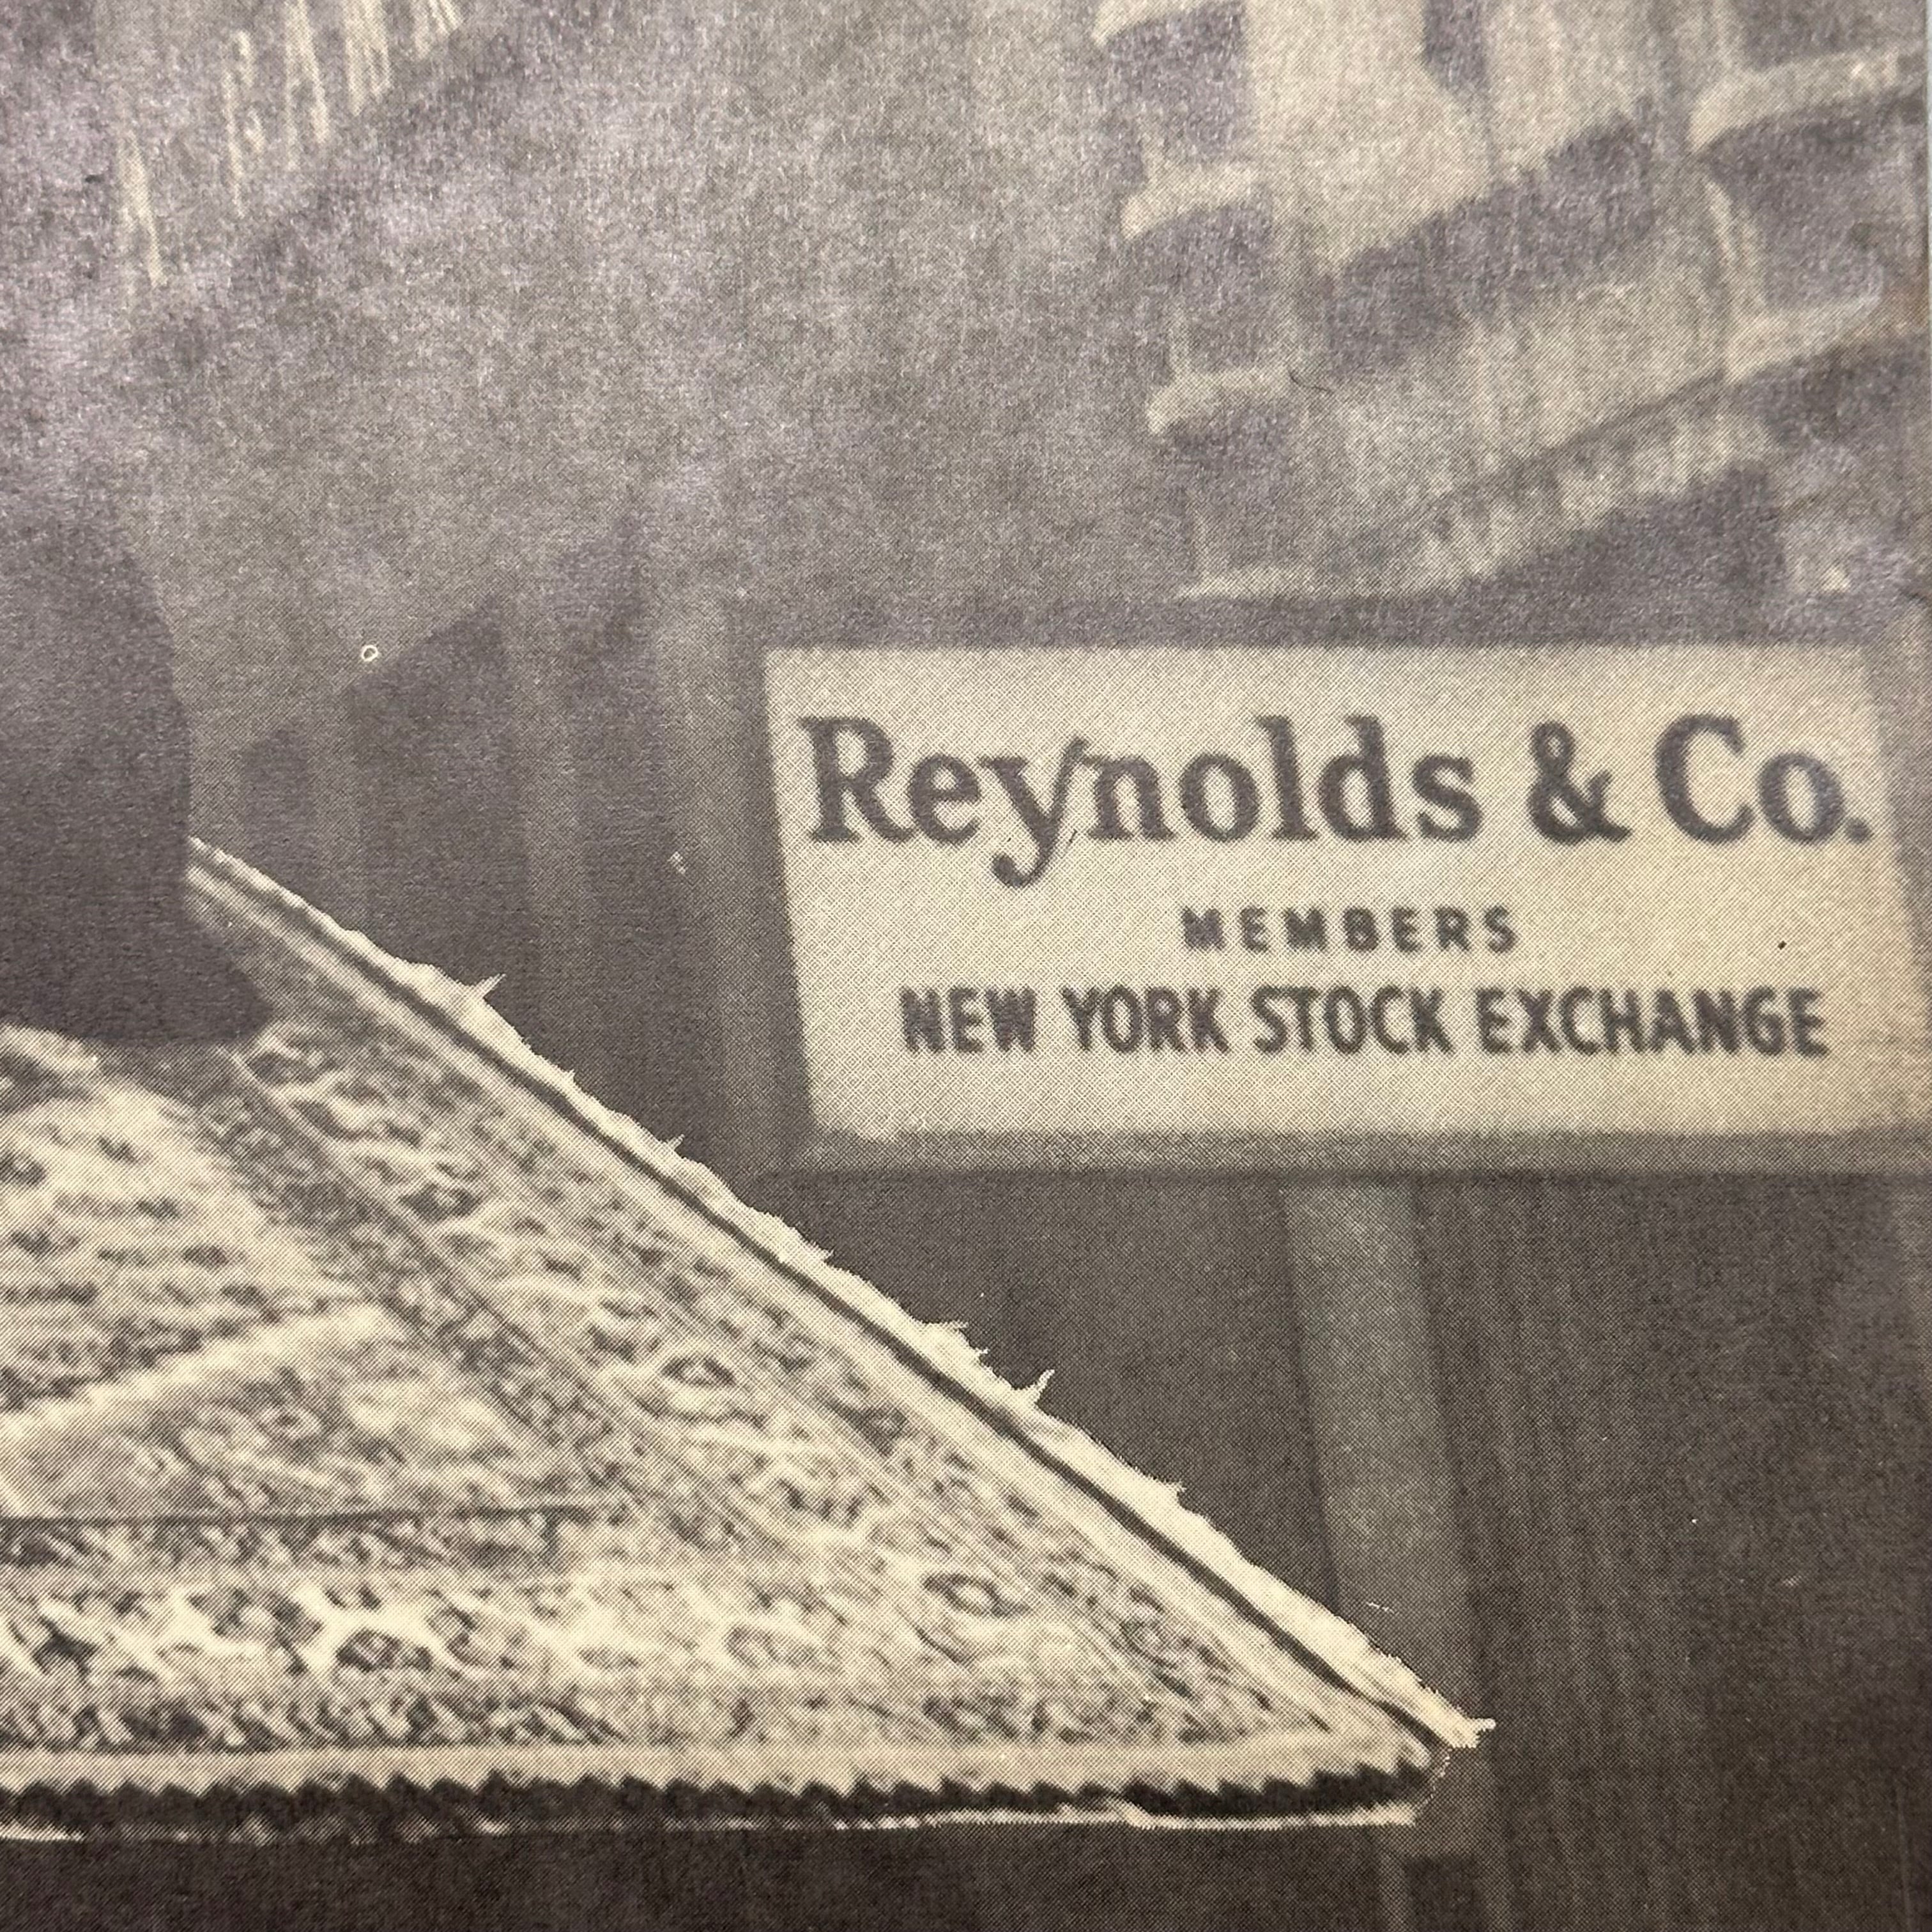 Reynolds & Co.
MEMBERS
NEW YORK STOCK EXCHANGE